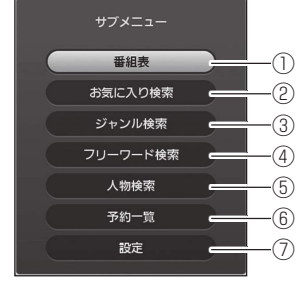 サブメニュー
番組表 ①
お気に入り検索 ②
ジャンル検索 ③
フリーワード検索 ④
人物検索 ⑤
予約一覧 ⑥
設定 ⑦